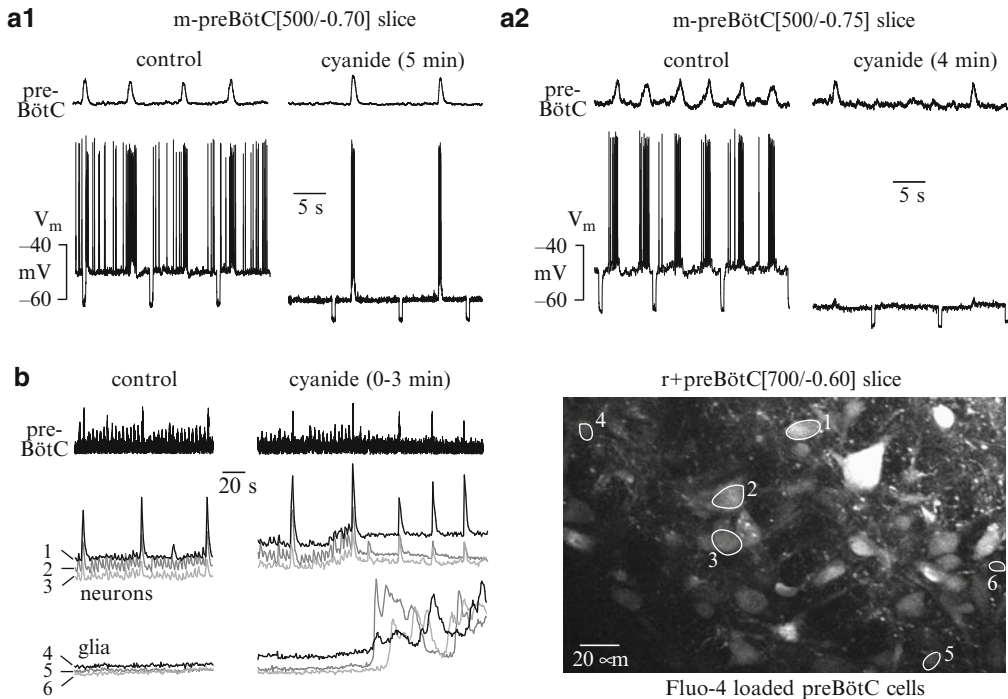 a1
m-preBötC[500/-0.70] slice
control
cyanide (5 min)
pre-
BötC
5 s
Vm
–40
mV
–60
a2
m-preBötC[500/-0.75] slice
control
cyanide (4 min)
pre-
BötC
5 s
Vm
–40
mV
–60
b
control
cyanide (0-3 min)
pre-
BötC
20 s
1
2
3
neurons
glia
4
5
6
r+preBötC[700/-0.60] slice
4
1
2
3
6
5
20 ∝m
Fluo-4 loaded preBötC cells